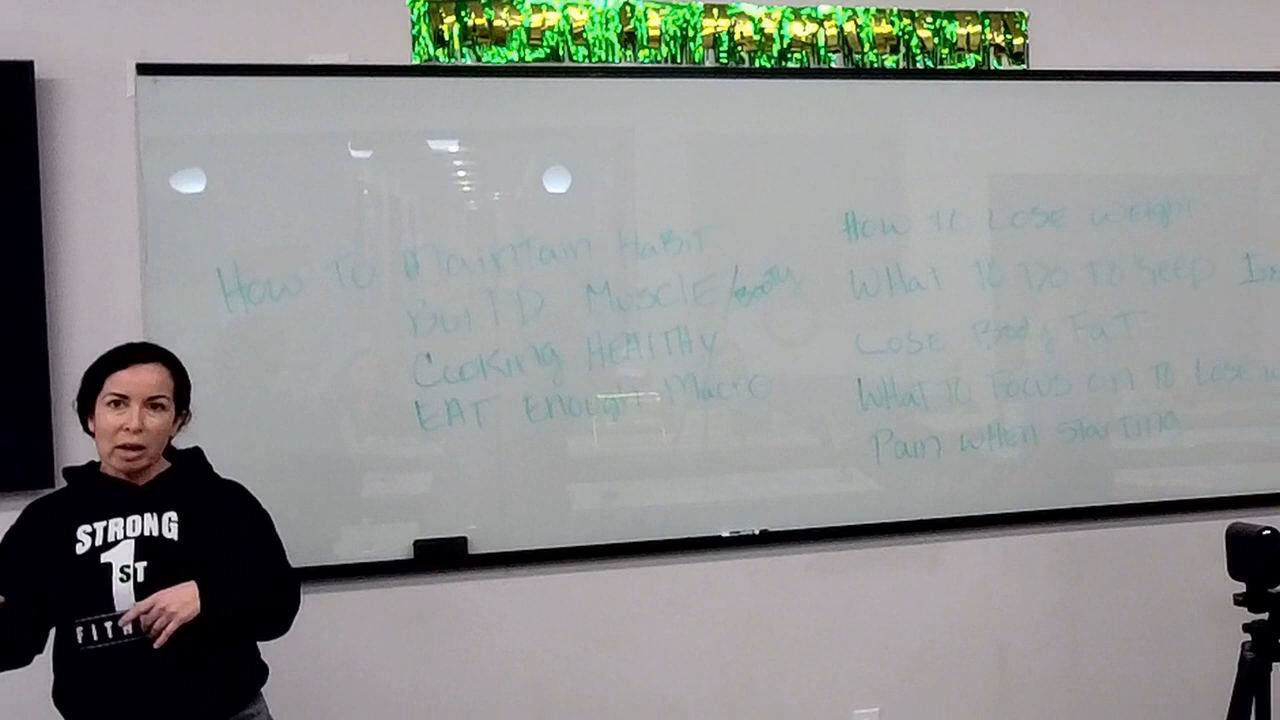 How To Maintain Habit
Build Muscle/Body
Cooking HEALTHy
EAT Enough Macro
How to Lose weight
What to Do to keep
Lose Body FaT
What to Focus on to Lose
Pain when starting
STRONG
1ST
FITN